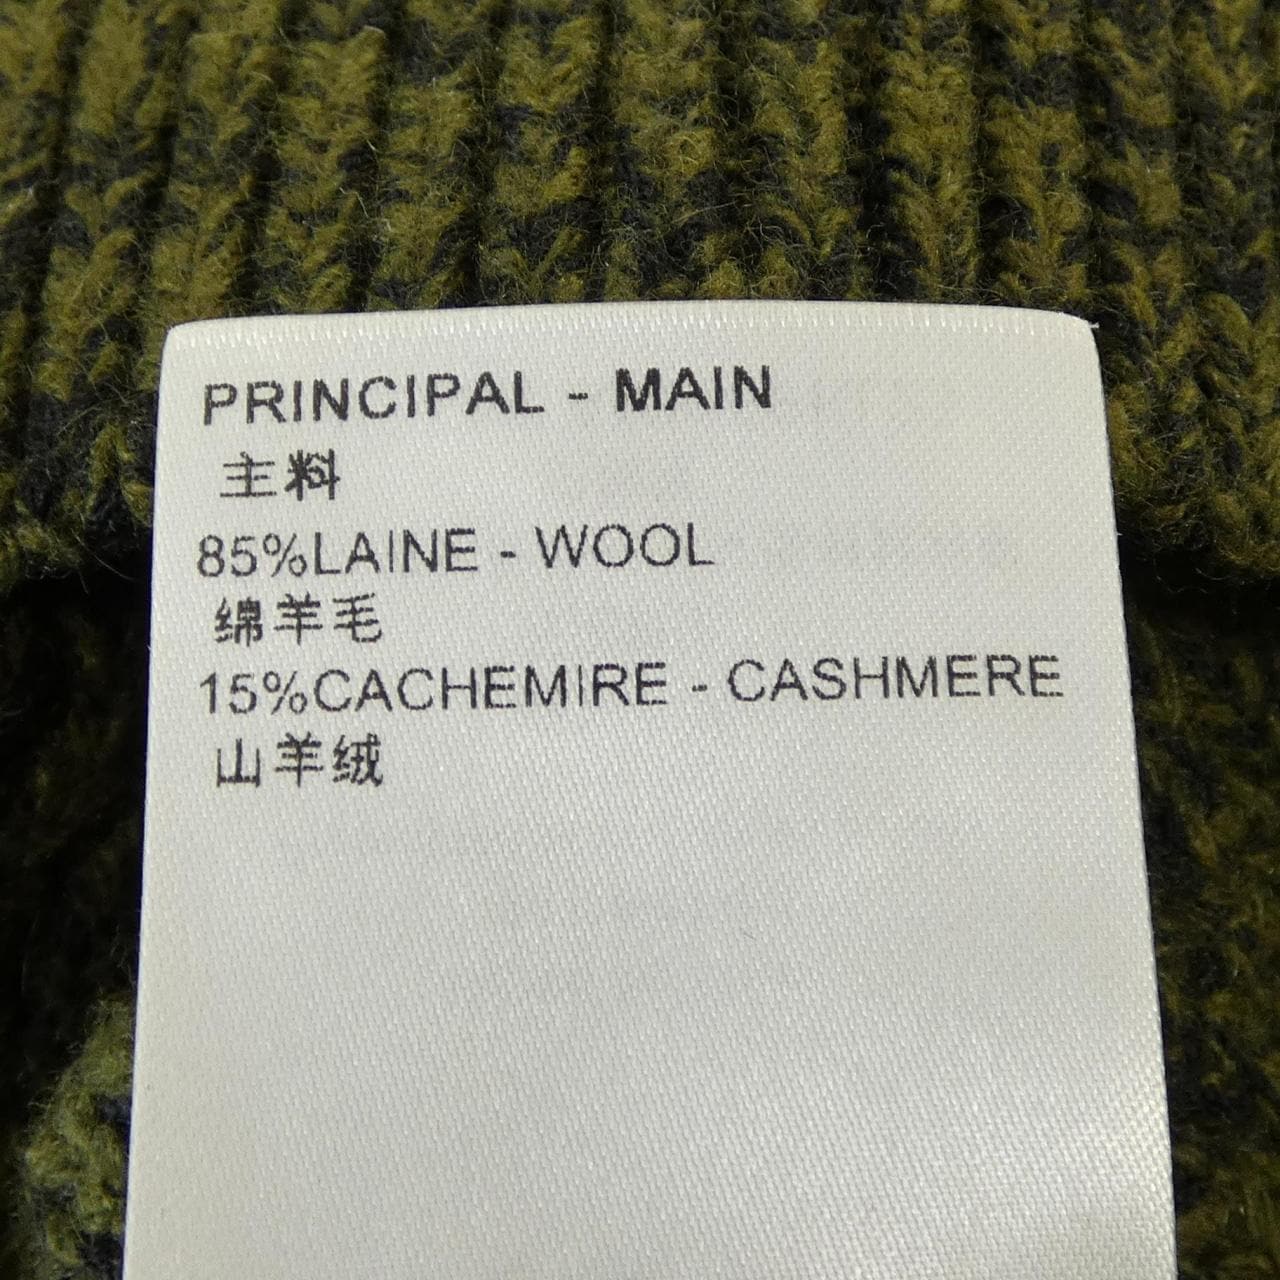 PRINCIPAL - MAIN
主料
85%LAINE - WOOL
绵羊毛
15%CACHEMIRE - CASHMERE
山羊绒